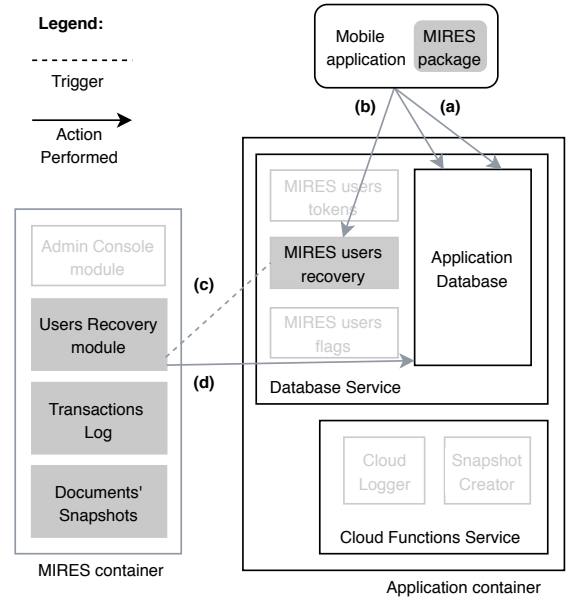 Legend:
Trigger
Action
Performed
Mobile
application
MIRES
package
(b)
(a)
MIRES users
tokens
MIRES users
recovery
MIRES users
flags
Application
Database
Database Service
Admin Console
module
Users Recovery
module
Transactions
Log
Documents'
Snapshots
MIRES container
(c)
(d)
Cloud
Logger
Snapshot
Creator
Cloud Functions Service
Application container